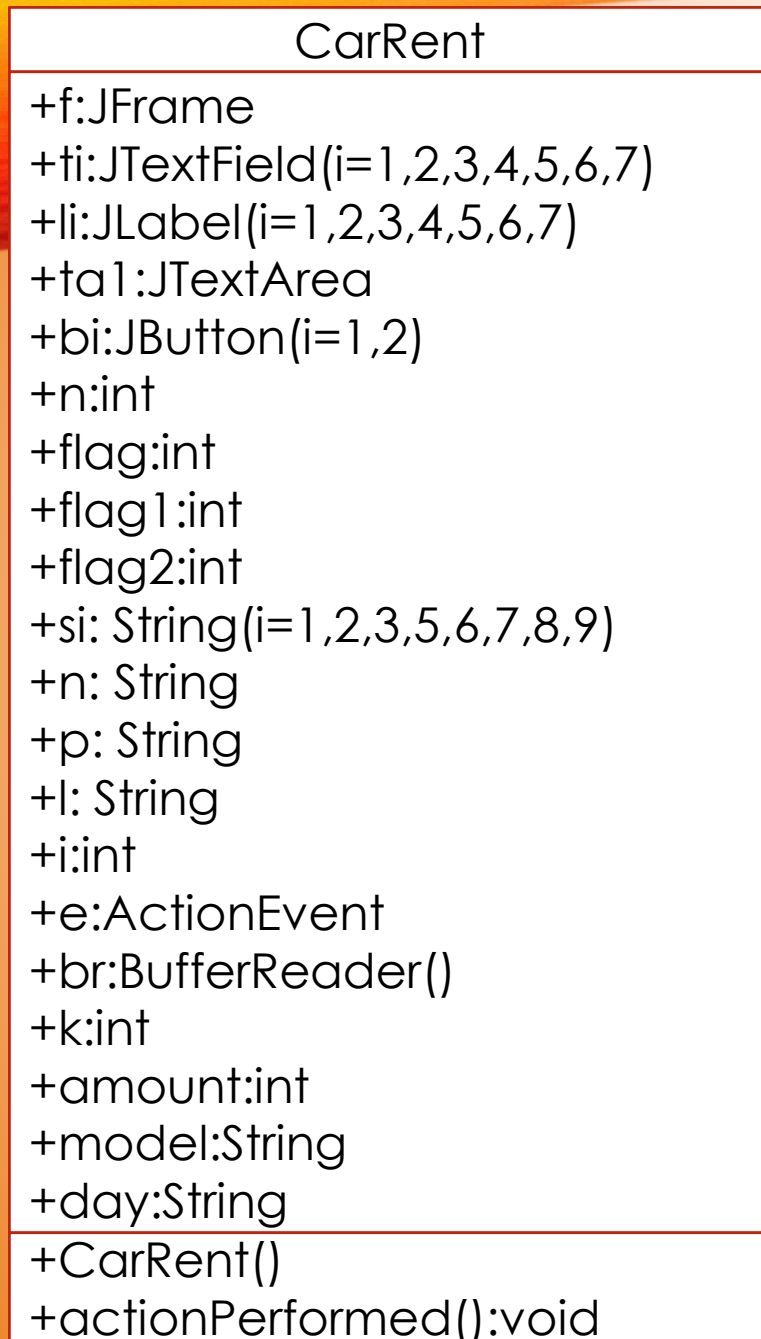 CarRent
+f:JFrame
+ti:JTextField(i=1,2,3,4,5,6,7)
+li:JLabel(i=1,2,3,4,5,6,7)
+ta1:JTextArea
+bi:JButton(i=1,2)
+n:int
+flag:int
+flag1:int
+flag2:int
+si: String(i=1,2,3,5,6,7,8,9)
+n: String
+p: String
+l: String
+i:int
+e:ActionEvent
+br:BufferReader()
+k:int
+amount:int
+model:String
+day:String
+CarRent()
+actionPerformed():void